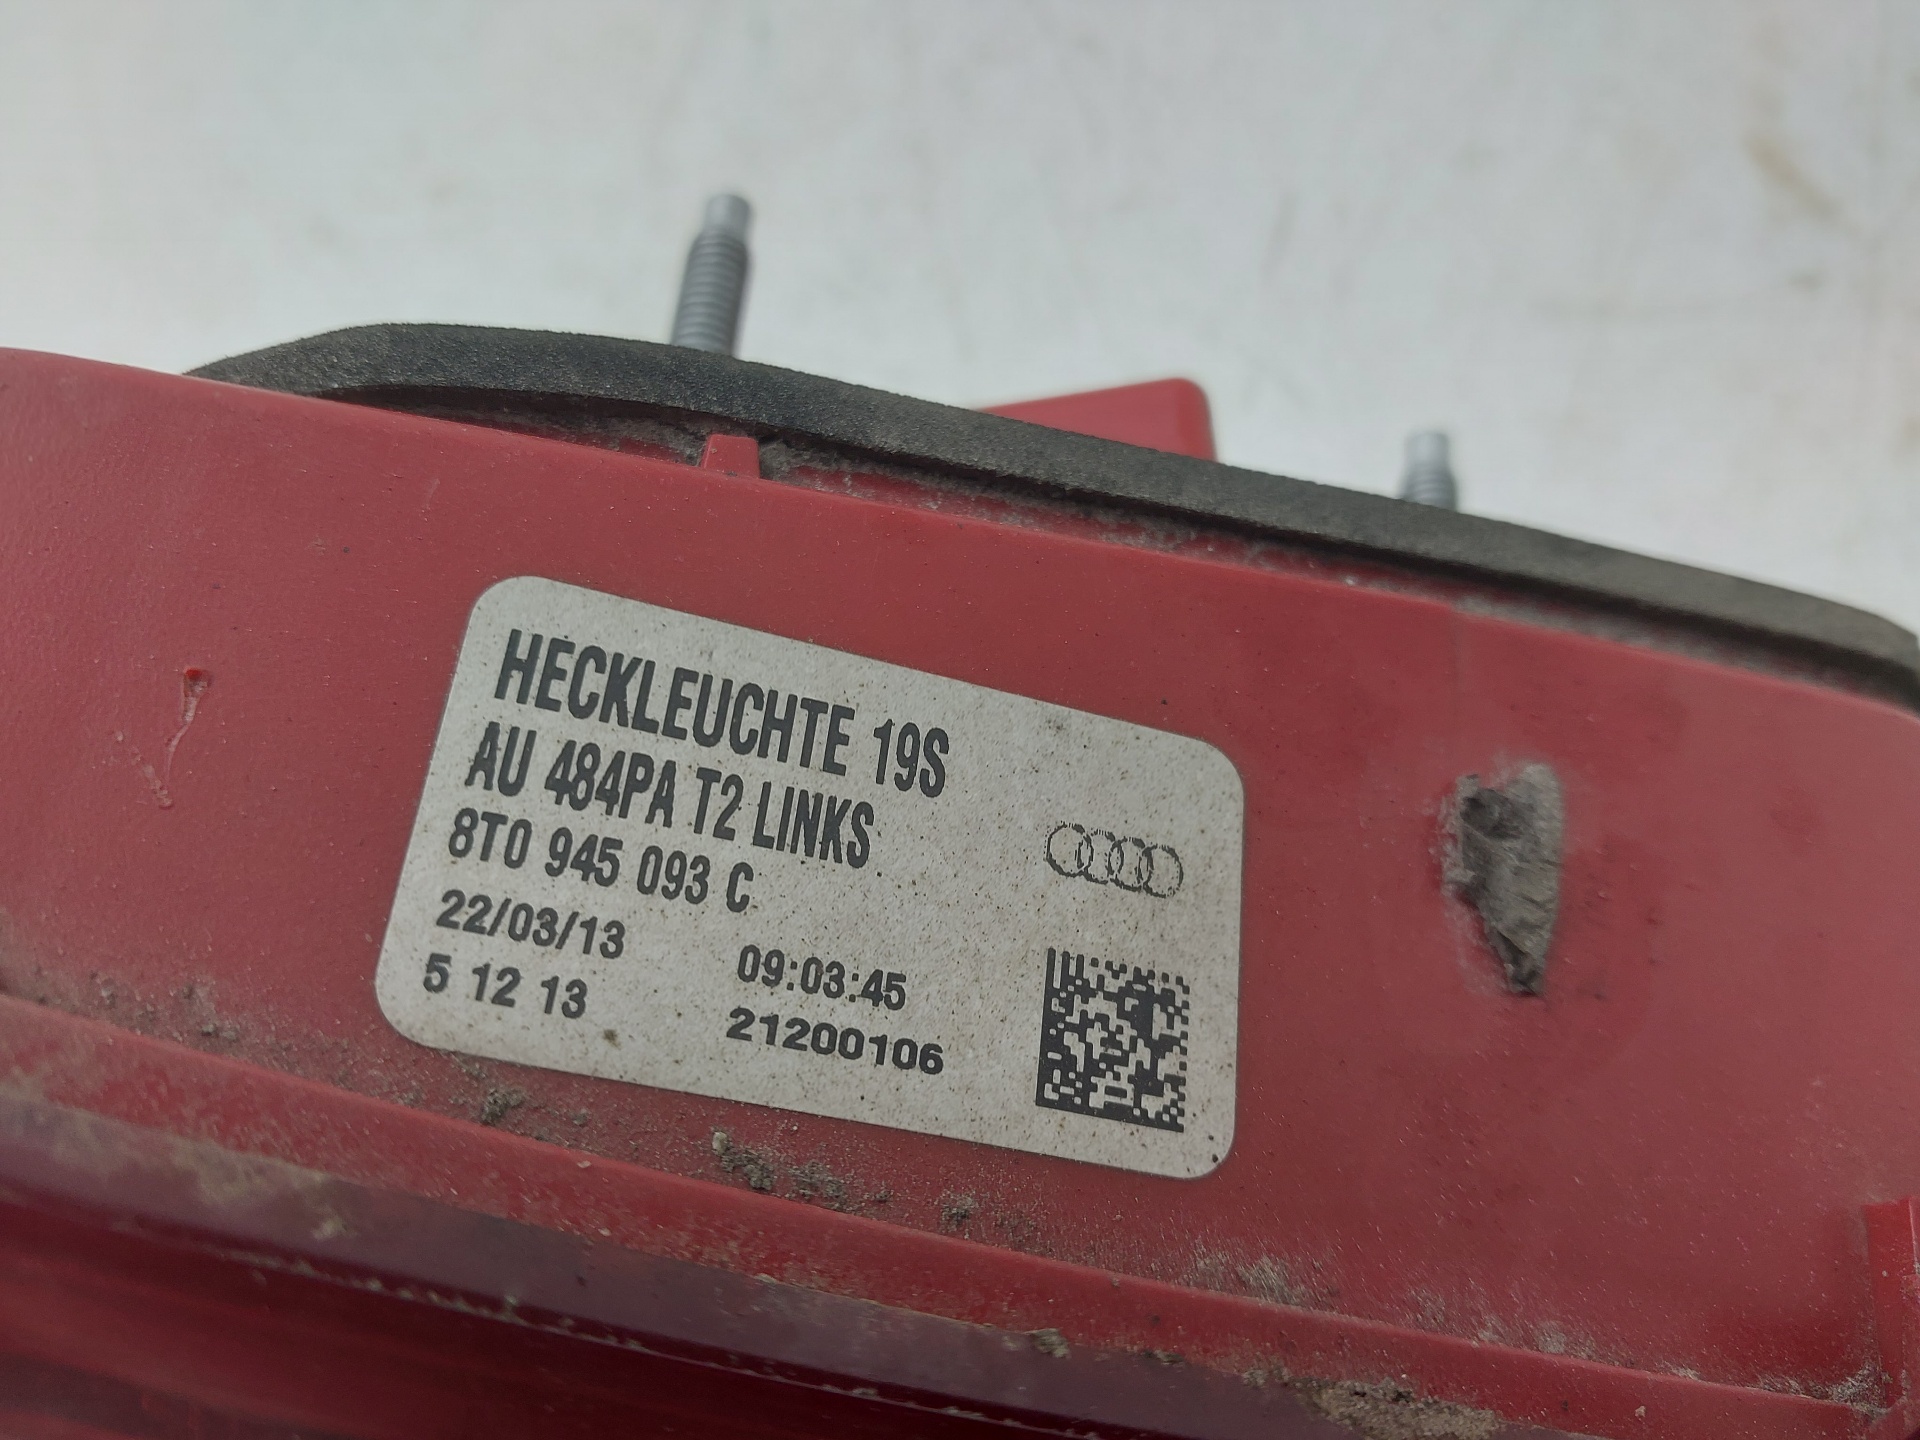 HECKLEUCHTE 19S
AU 484PA T2 LINKS
8T0 945 093 C
22/03/13 09:03:45
5 12 13 21200106